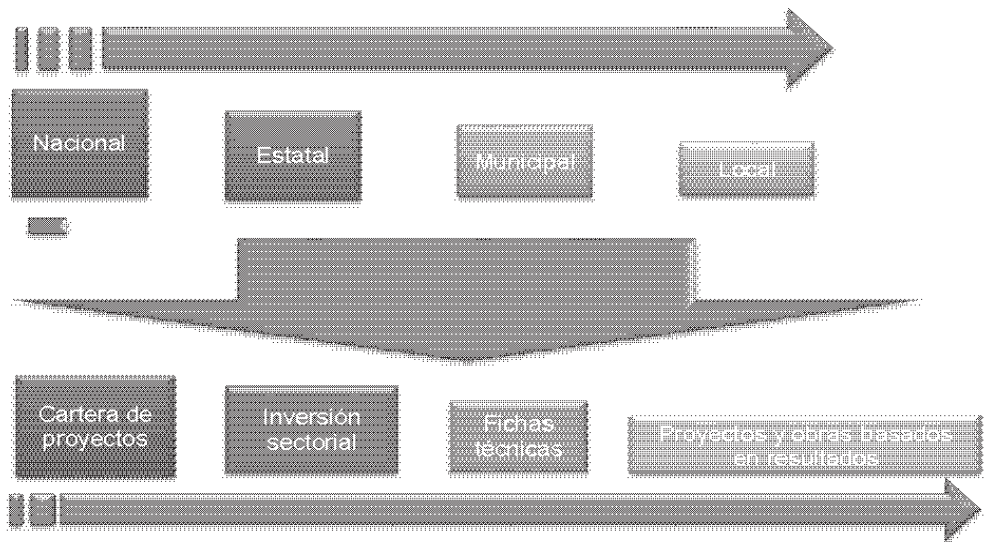 Nacional
Estatal
Municipal
Local
Cartera de
proyectos
Inversión
sectorial
Fichas
técnicas
Proyectos y obras basados
en resultados